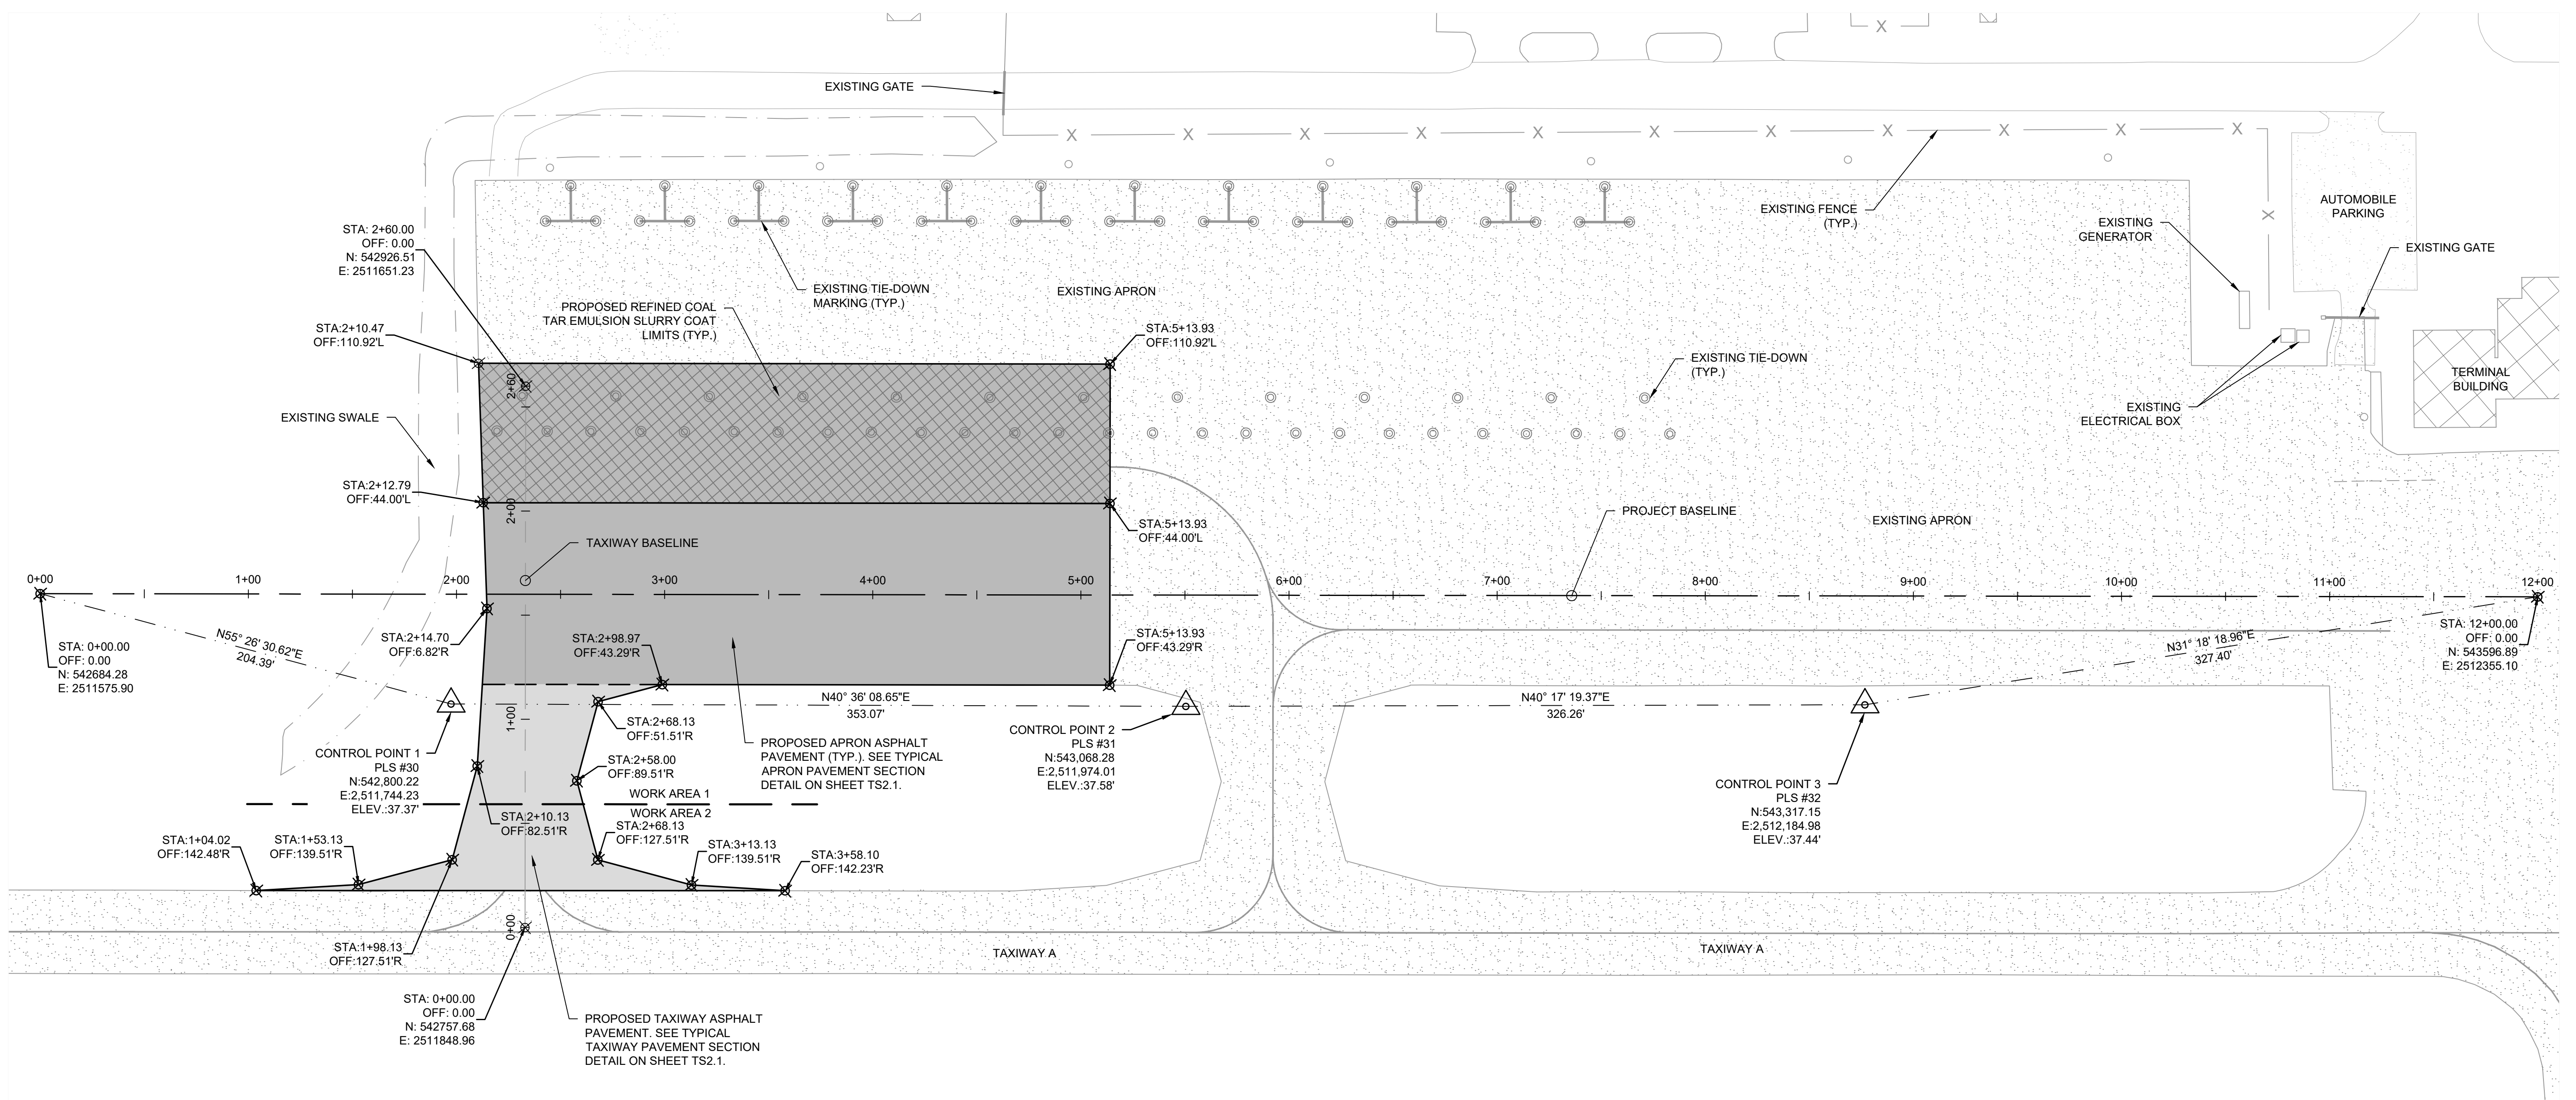 X
EXISTING GATE
X X X X X X X X X X X
AUTOMOBILE
PARKING
EXISTING FENCE
(TYP.)
X
EXISTING
GENERATOR
EXISTING GATE
STA: 2+60.00
OFF: 0.00
N: 542926.51
E: 2511651.23
EXISTING TIE-DOWN
MARKING (TYP.)
EXISTING APRON
PROPOSED REFINED COAL
TAR EMULSION SLURRY COAT
LIMITS (TYP.)
STA:2+10.47
OFF:110.92'L
STA:5+13.93
OFF:110.92'L
EXISTING TIE-DOWN
(TYP.)
TERMINAL
BUILDING
2+60
EXISTING SWALE
EXISTING
ELECTRICAL BOX
STA:2+12.79
OFF:44.00'L
2+00
STA:5+13.93
OFF:44.00'L
PROJECT BASELINE
EXISTING APRON
TAXIWAY BASELINE
0+00 1+00 2+00 3+00 4+00 5+00 6+00 7+00 8+00 9+00 10+00 11+00 12+00
STA: 0+00.00
OFF: 0.00
N: 542684.28
E: 2511575.90
N55° 26' 30.62"E
204.39'
STA:2+14.70
OFF:6.82'R
STA:2+98.97
OFF:43.29'R
STA:5+13.93
OFF:43.29'R
N31° 18' 18.96"E
327.40'
STA: 12+00.00
OFF: 0.00
N: 543596.89
E: 2512355.10
N40° 36' 08.65"E
353.07'
N40° 17' 19.37"E
326.26'
1+00
STA:2+68.13
OFF:51.51'R
CONTROL POINT 1
PLS #30
N:542,800.22
E:2,511,744.23
ELEV.:37.37'
STA:2+58.00
OFF:89.51'R
PROPOSED APRON ASPHALT
PAVEMENT (TYP.). SEE TYPICAL
APRON PAVEMENT SECTION
DETAIL ON SHEET TS2.1.
CONTROL POINT 2
PLS #31
N:543,068.28
E:2,511,974.01
ELEV.:37.58'
CONTROL POINT 3
PLS #32
N:543,317.15
E:2,512,184.98
ELEV.:37.44'
WORK AREA 1
WORK AREA 2
STA:2+10.13
OFF:82.51'R
STA:2+68.13
OFF:127.51'R
STA:1+04.02
OFF:142.48'R
STA:1+53.13
OFF:139.51'R
STA:3+13.13
OFF:139.51'R
STA:3+58.10
OFF:142.23'R
0+00
STA:1+98.13
OFF:127.51'R
TAXIWAY A
TAXIWAY A
STA: 0+00.00
OFF: 0.00
N: 542757.68
E: 2511848.96
PROPOSED TAXIWAY ASPHALT
PAVEMENT. SEE TYPICAL
TAXIWAY PAVEMENT SECTION
DETAIL ON SHEET TS2.1.